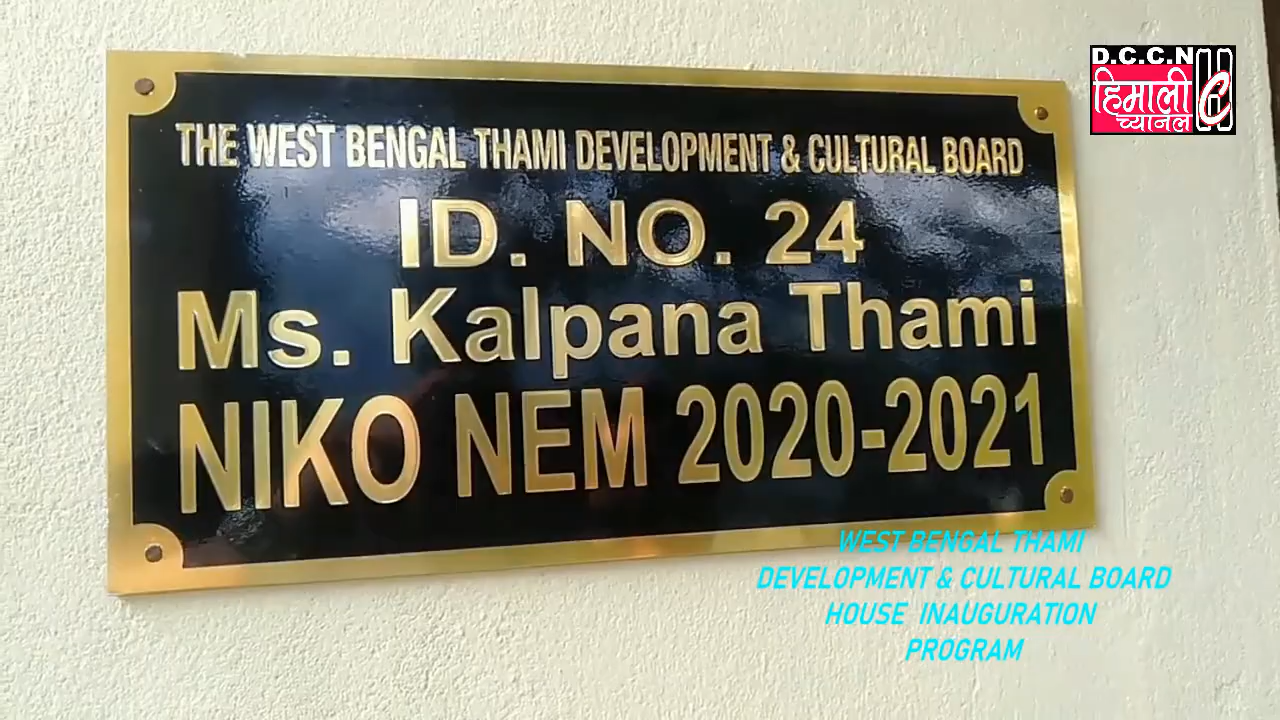 D.C.C.N
हिमाली
च्यानल
THE WEST BENGAL THAMI DEVELOPMENT & CULTURAL BOARD
ID. NO. 24
Ms. Kalpana Thami
NIKO NEM 2020-2021
WEST BENGAL THAMI
DEVELOPMENT & CULTURAL BOARD
HOUSE INAUGURATION
PROGRAM